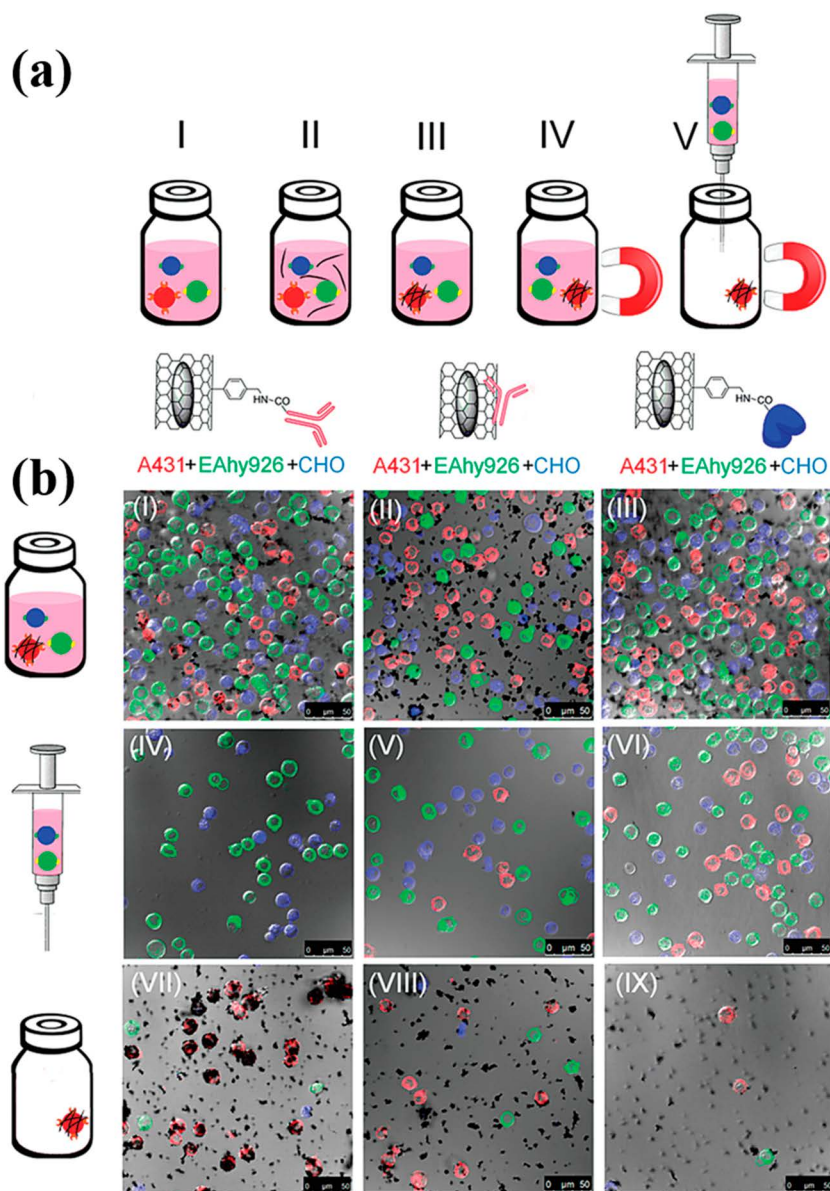 (a)
I II III IV V
HN-CO HN-CO
A431+EAhy926+CHO A431+EAhy926+CHO A431+EAhy926+CHO
(b)
(I) (II) (III)
0 µm 50 0 µm 50 0 µm 50
(IV) (V) (VI)
0 µm 50 0 µm 50 0 µm 50
(VII) (VIII) (IX)
0 µm 50 0 µm 50 0 µm 50